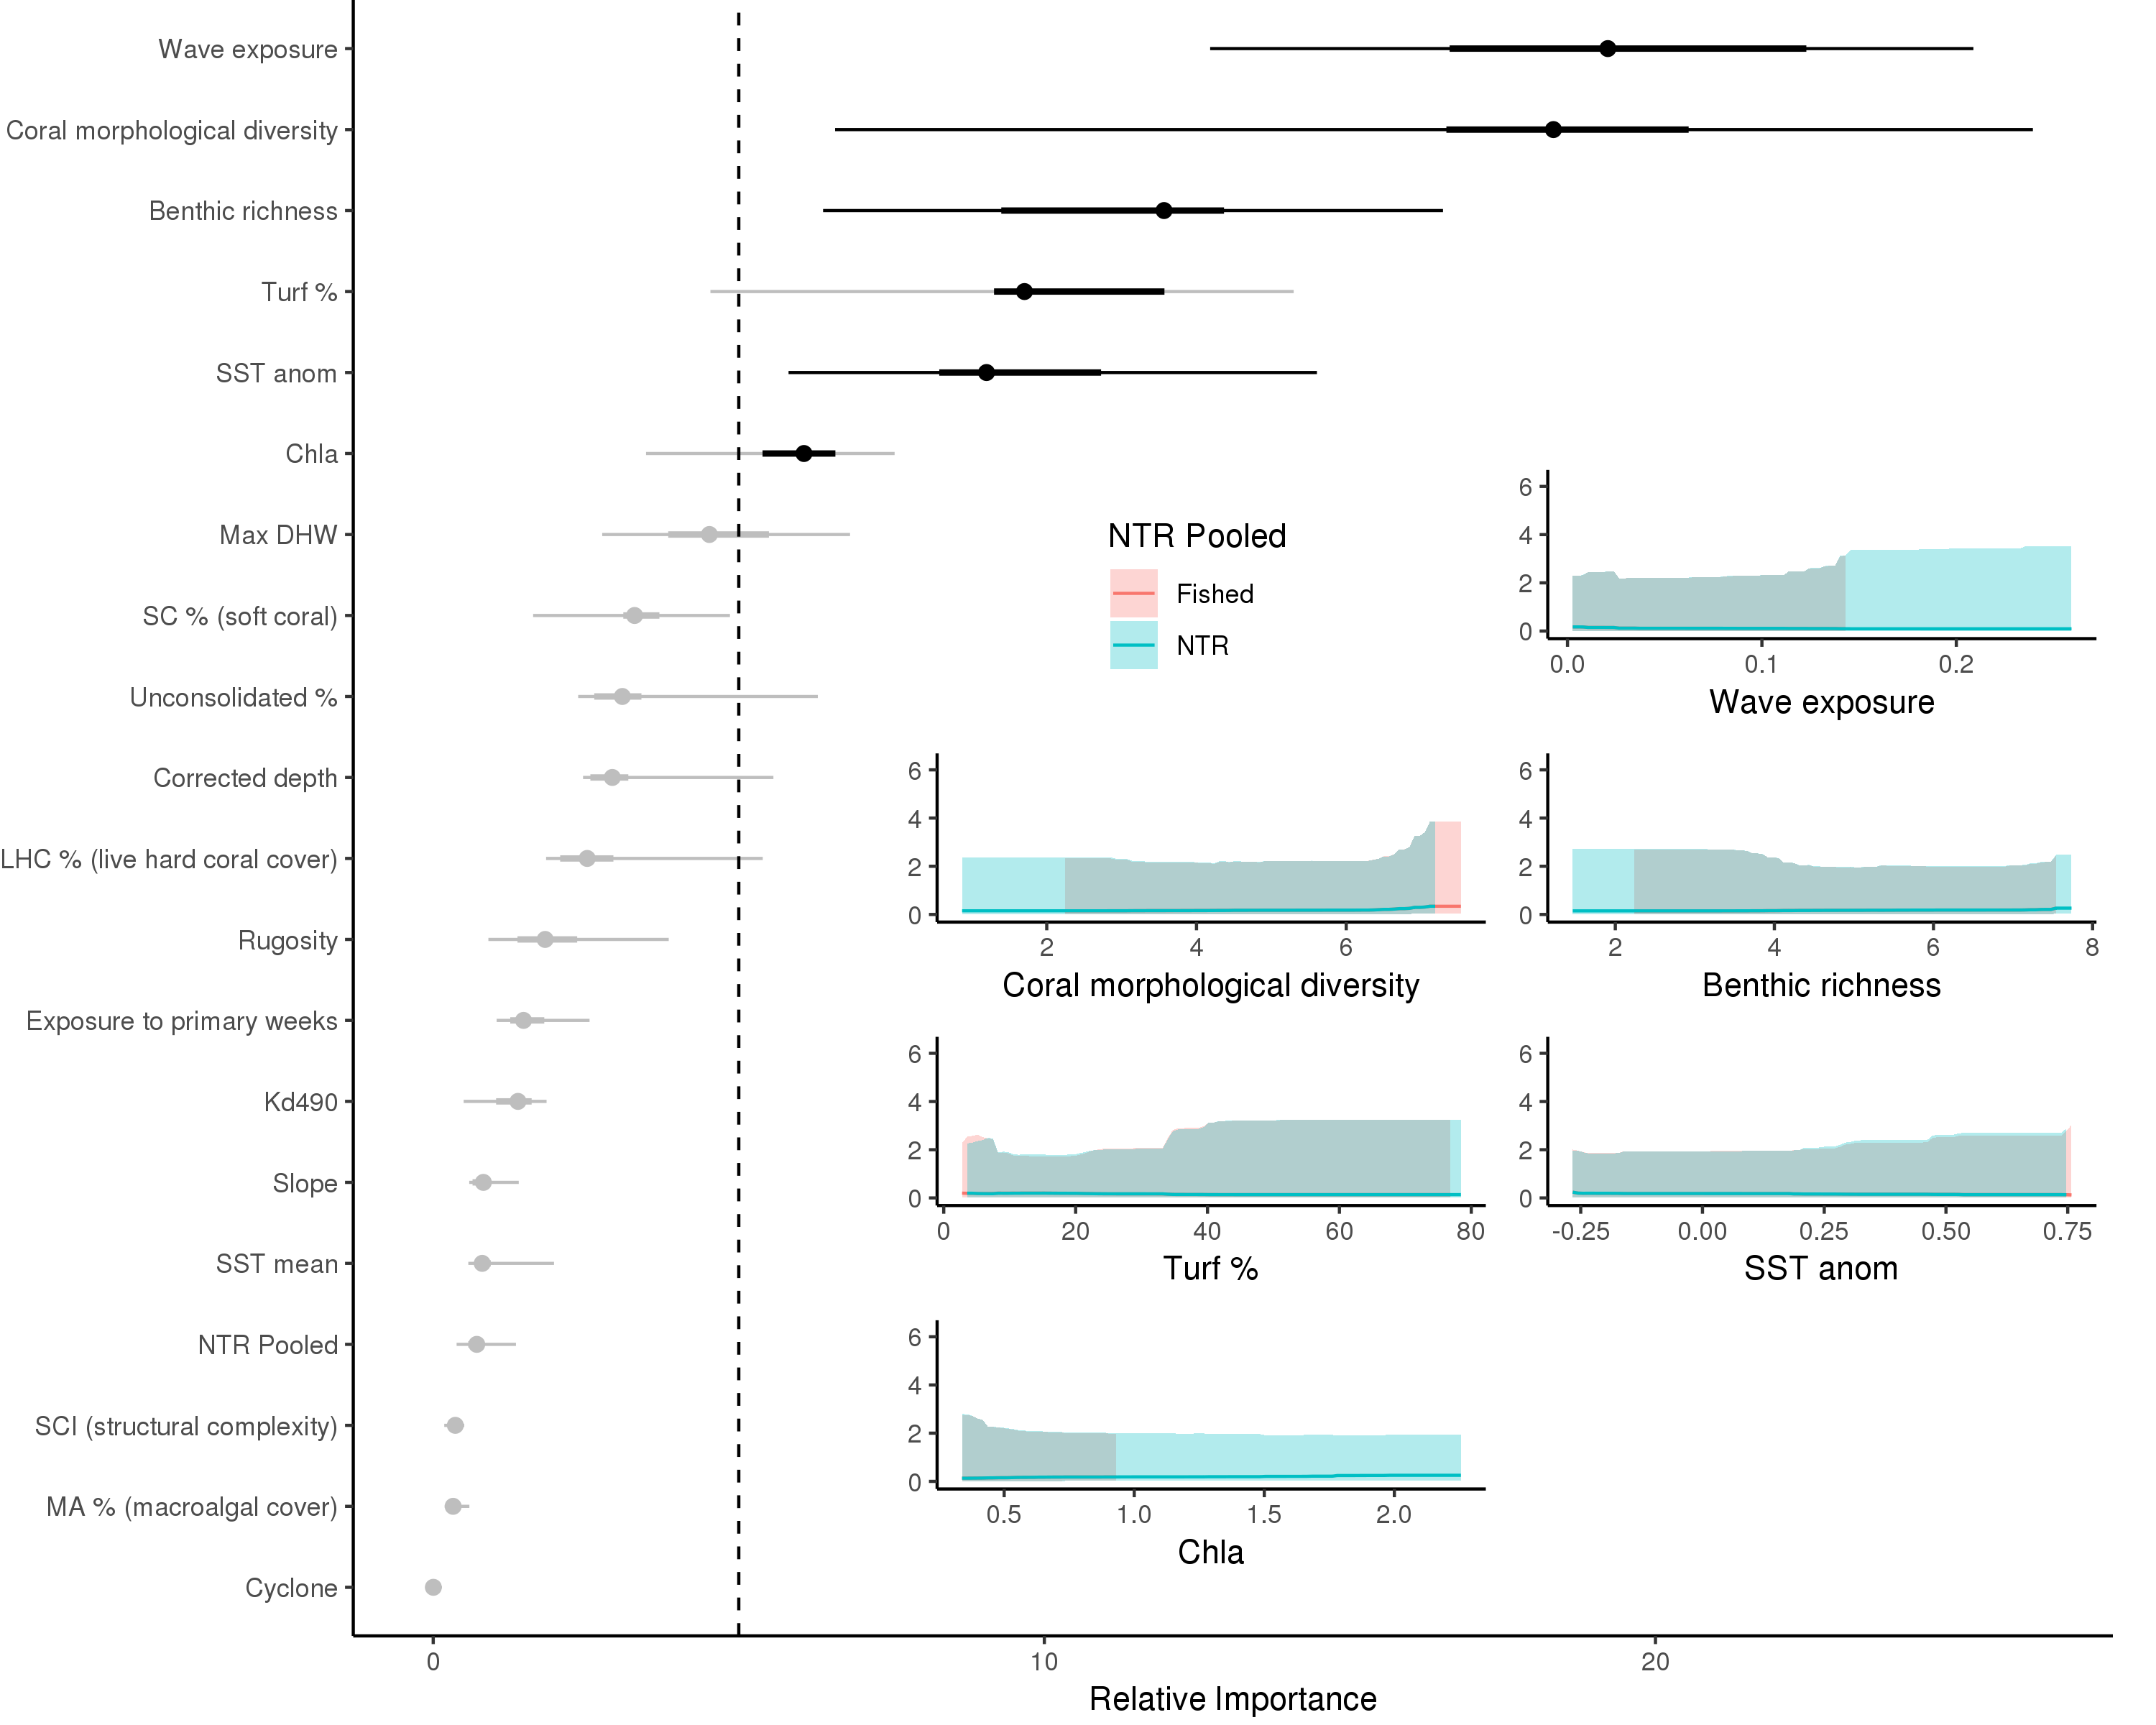 Wave exposure
Coral morphological diversity
Benthic richness
Turf %
SST anom
Chla
Max DHW
SC % (soft coral)
Unconsolidated %
Corrected depth
LHC % (live hard coral cover)
Rugosity
Exposure to primary weeks
Kd490
Slope
SST mean
NTR Pooled
SCI (structural complexity)
MA % (macroalgal cover)
Cyclone
0 10 20
Relative Importance
NTR Pooled
Fished
NTR
6
4
2
0
0.0 0.1 0.2
Wave exposure
6
4
2
0
2 4 6
Coral morphological diversity
6
4
2
0
2 4 6 8
Benthic richness
6
4
2
0
0 20 40 60 80
Turf %
6
4
2
0
-0.25 0.00 0.25 0.50 0.75
SST anom
6
4
2
0
0.5 1.0 1.5 2.0
Chla